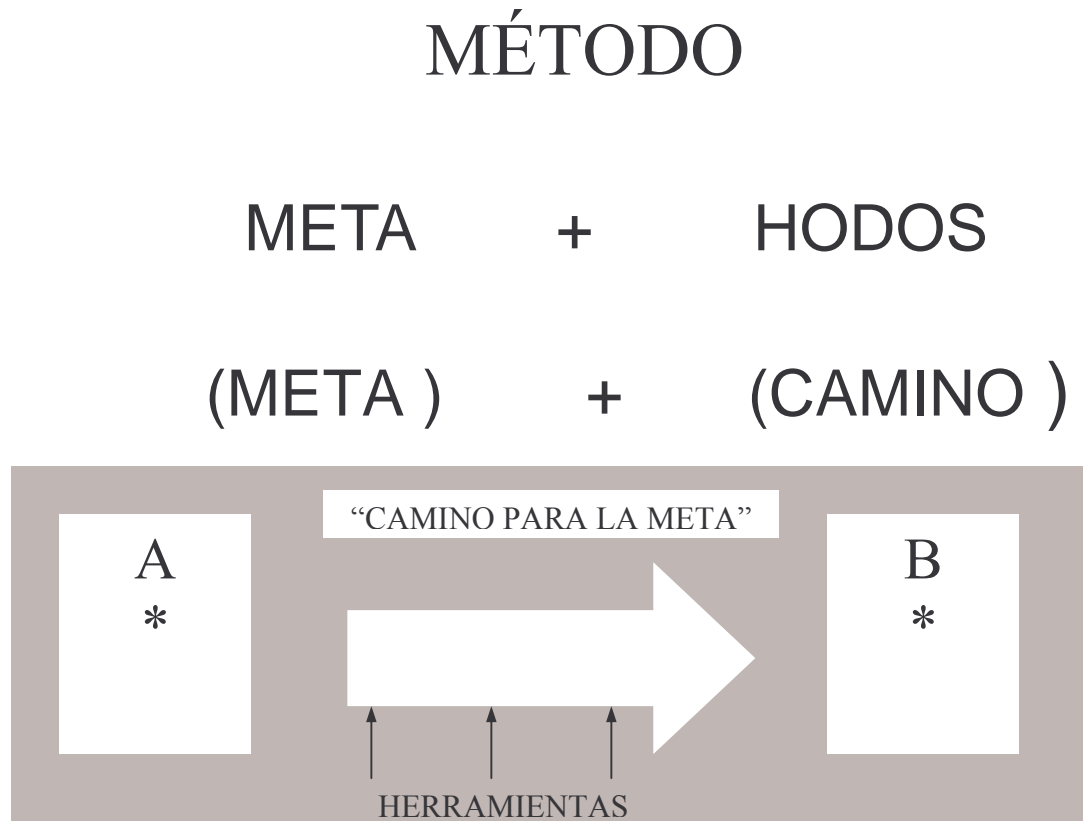 MÉTODO
META + HODOS
(META ) + (CAMINO )
“CAMINO PARA LA META”
A B
* *
HERRAMIENTAS